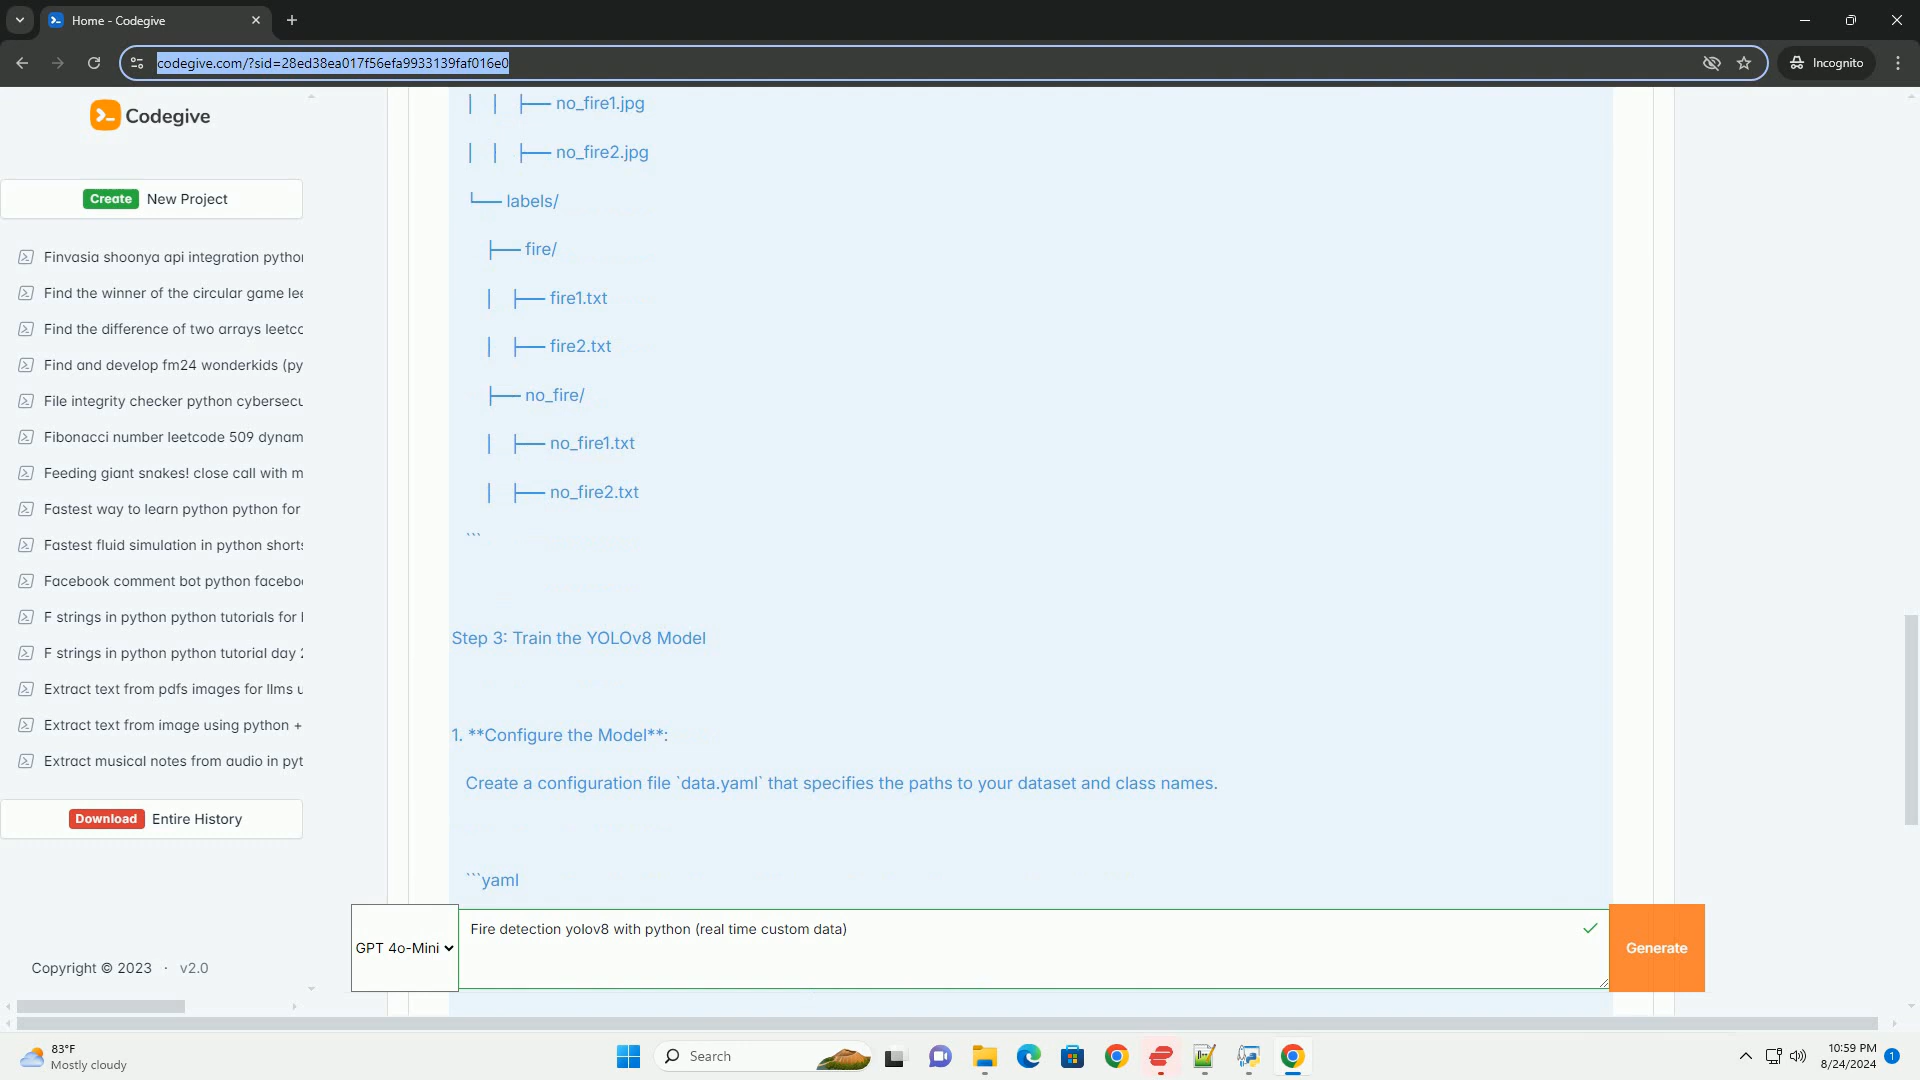 Home - Codegive
codegive.com/?sid=28ed38ea017f56efa9933139faf016e0
Incognito
Codegive
Create New Project
Finvasia shoonya api integration pytho
Find the winner of the circular game le
Find the difference of two arrays leetc
Find and develop fm24 wonderkids (py
File integrity checker python cybersecu
Fibonacci number leetcode 509 dynam
Feeding giant snakes! close call with m
Fastest way to learn python python for
Fastest fluid simulation in python shorts
Facebook comment bot python facebo
F strings in python python tutorials for
F strings in python python tutorial day
Extract text from pdfs images for llms u
Extract text from image using python +
Extract musical notes from audio in pyt
Download Entire History
Copyright © 2023 · v2.0
│ │ ├── no_fire1.jpg
│ │ ├── no_fire2.jpg
└── labels/
├── fire/
│ ├── fire1.txt
│ ├── fire2.txt
├── no_fire/
│ ├── no_fire1.txt
│ ├── no_fire2.txt
```
Step 3: Train the YOLOv8 Model
1. **Configure the Model**:
Create a configuration file `data.yaml` that specifies the paths to your dataset and class names.
```yaml
GPT 4o-Mini
Fire detection yolov8 with python (real time custom data)
Generate
83°F
Mostly cloudy
Search
10:59 PM
8/24/2024
1